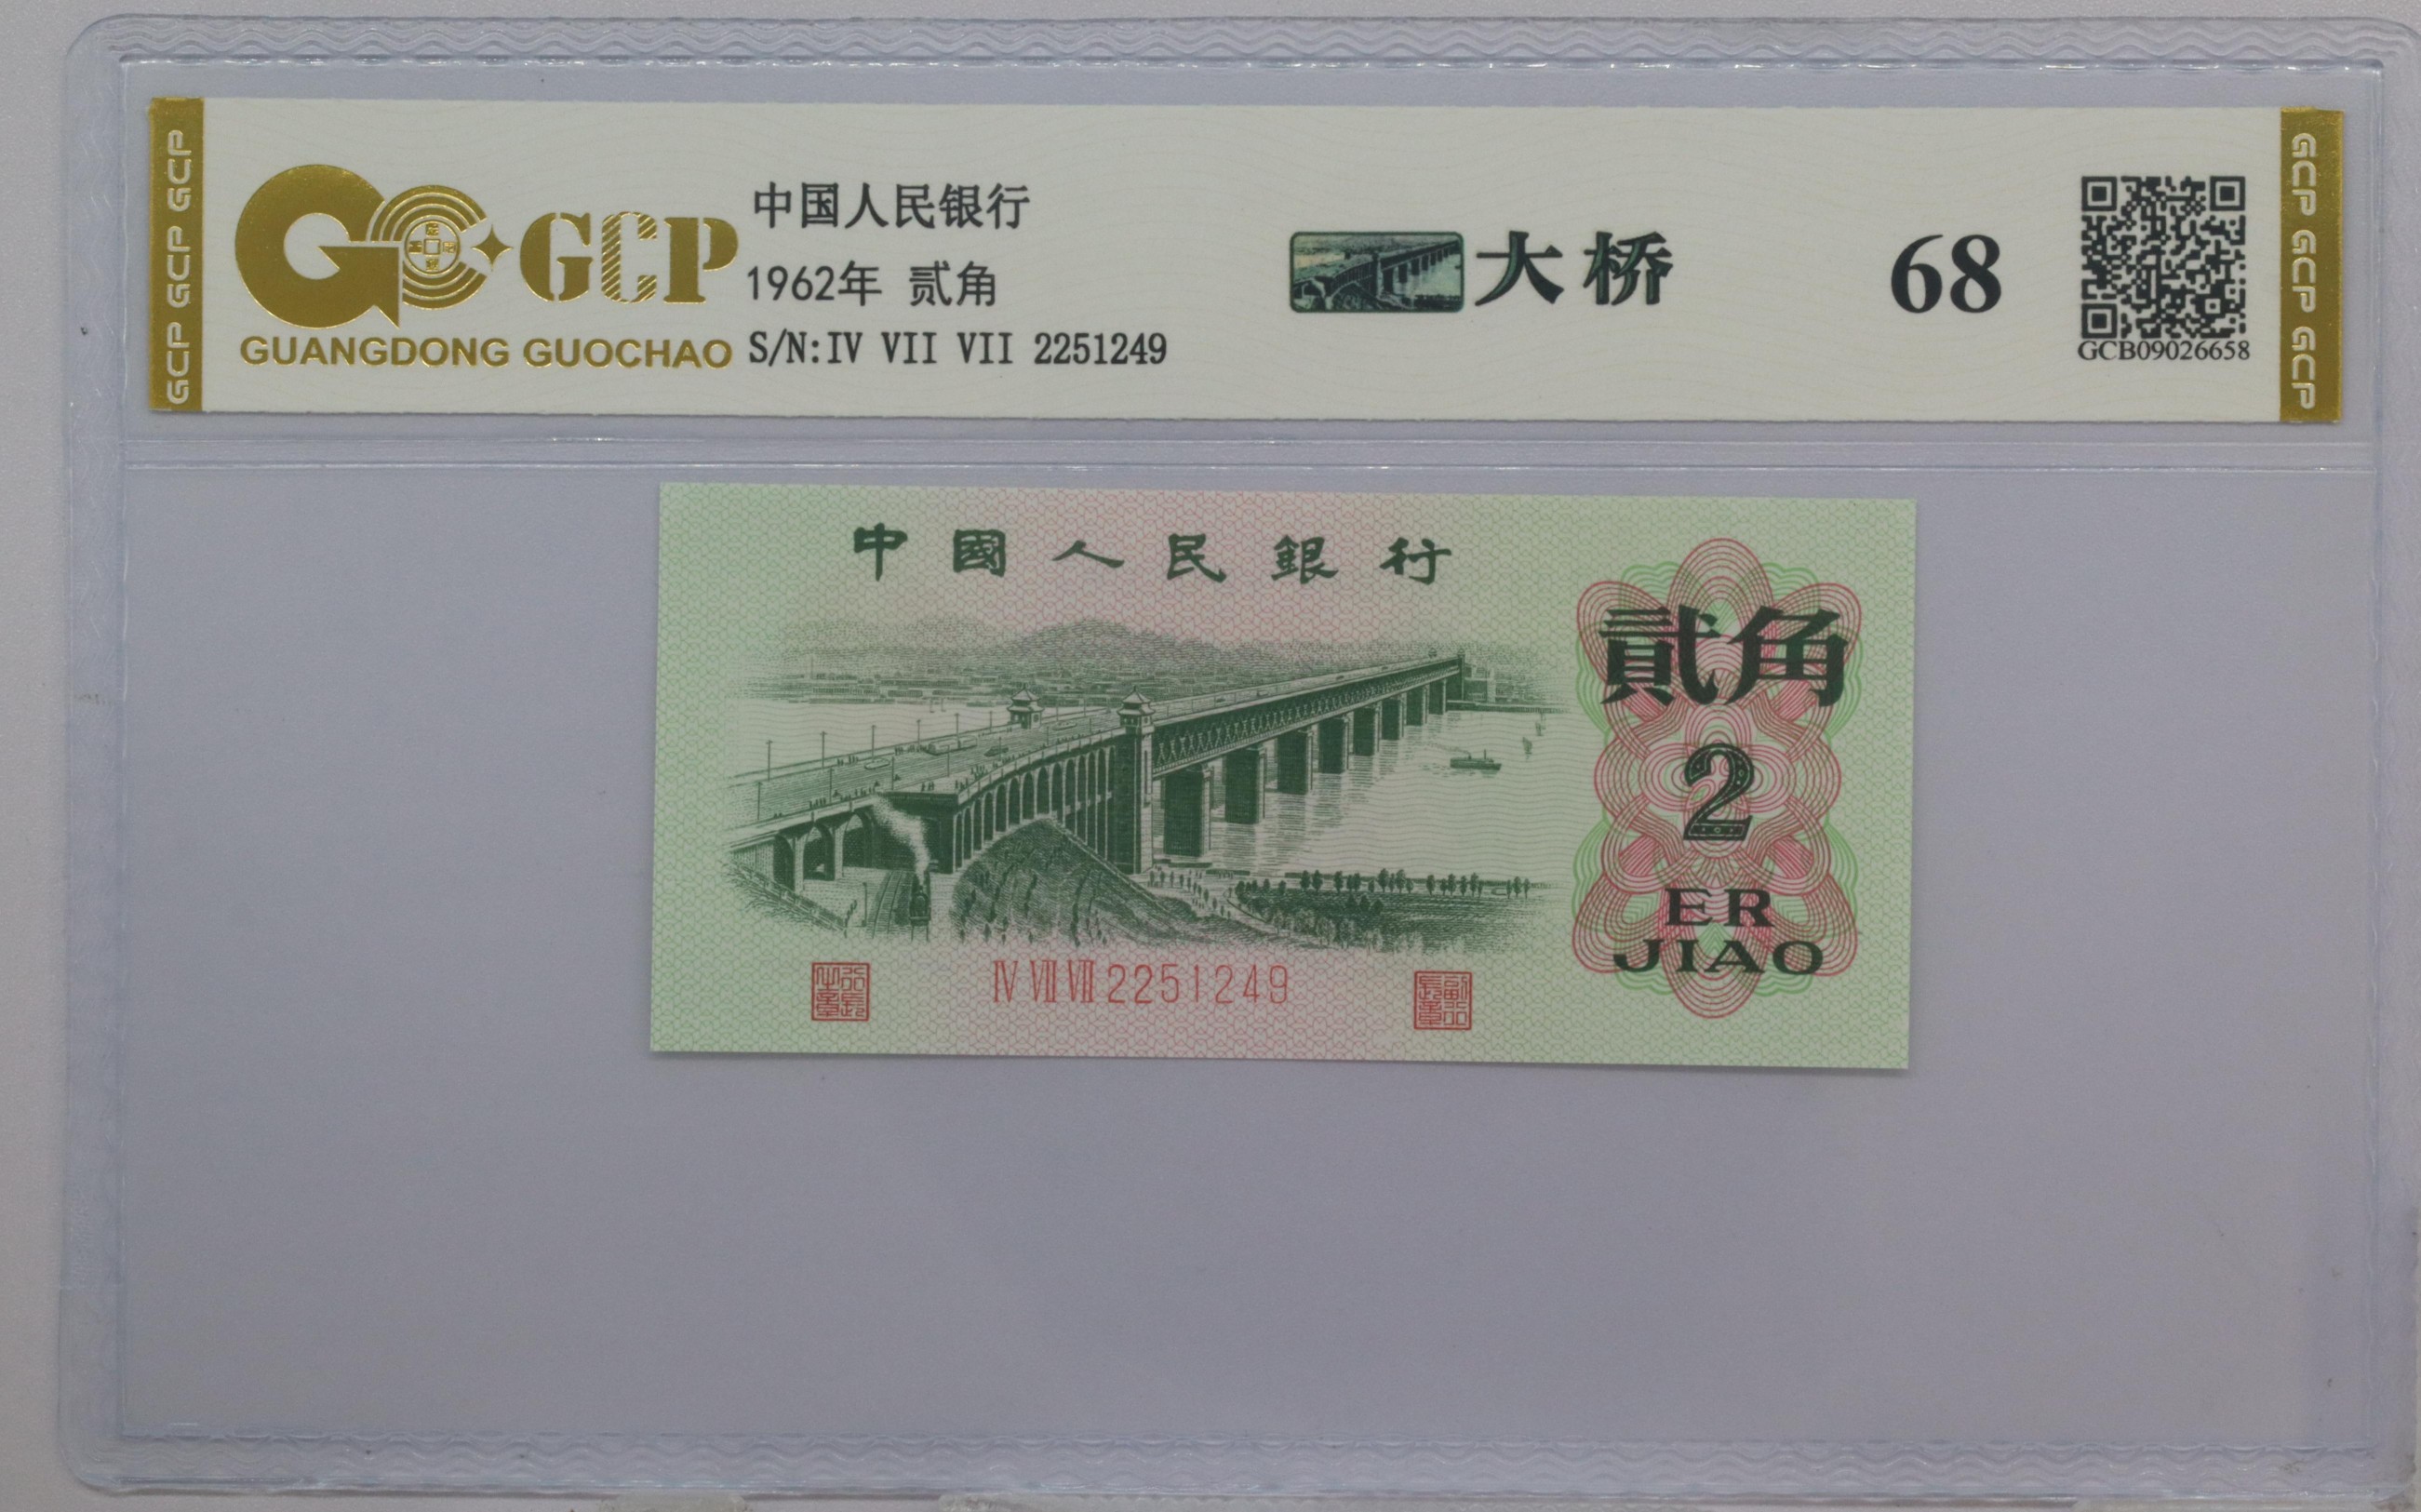 GCP GCP GCP
GCP
GUANGDONG GUOCHAO
中国人民银行
1962年 贰角
S/N:IV VII VII 2251249
大桥
68
GCB09026658
GCP GCP GCP
中國人民銀行
貳角
2
ER
JIAO
IV VII VII 2251249